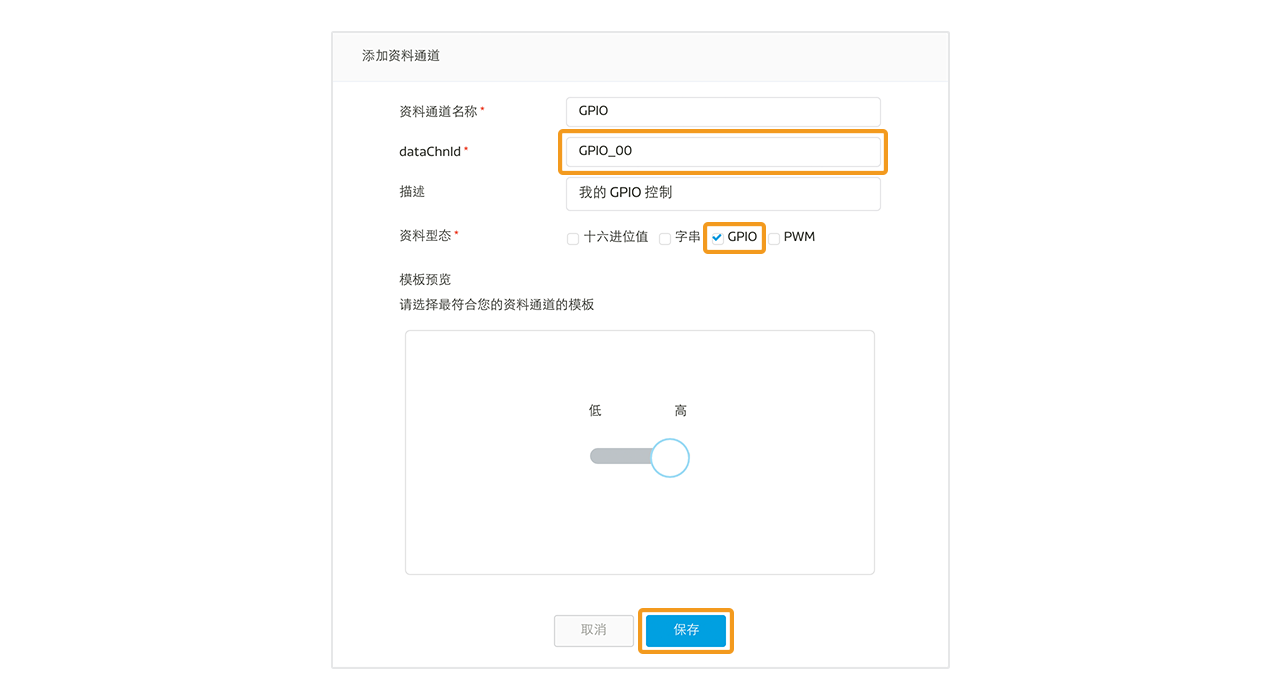 添加资料通道
资料通道名称* GPIO
dataChnId* GPIO_00
描述 我的 GPIO 控制
资料型态* 十六进位值 字串 GPIO PWM
模板预览
请选择最符合您的资料通道的模板
低 高
取消 保存